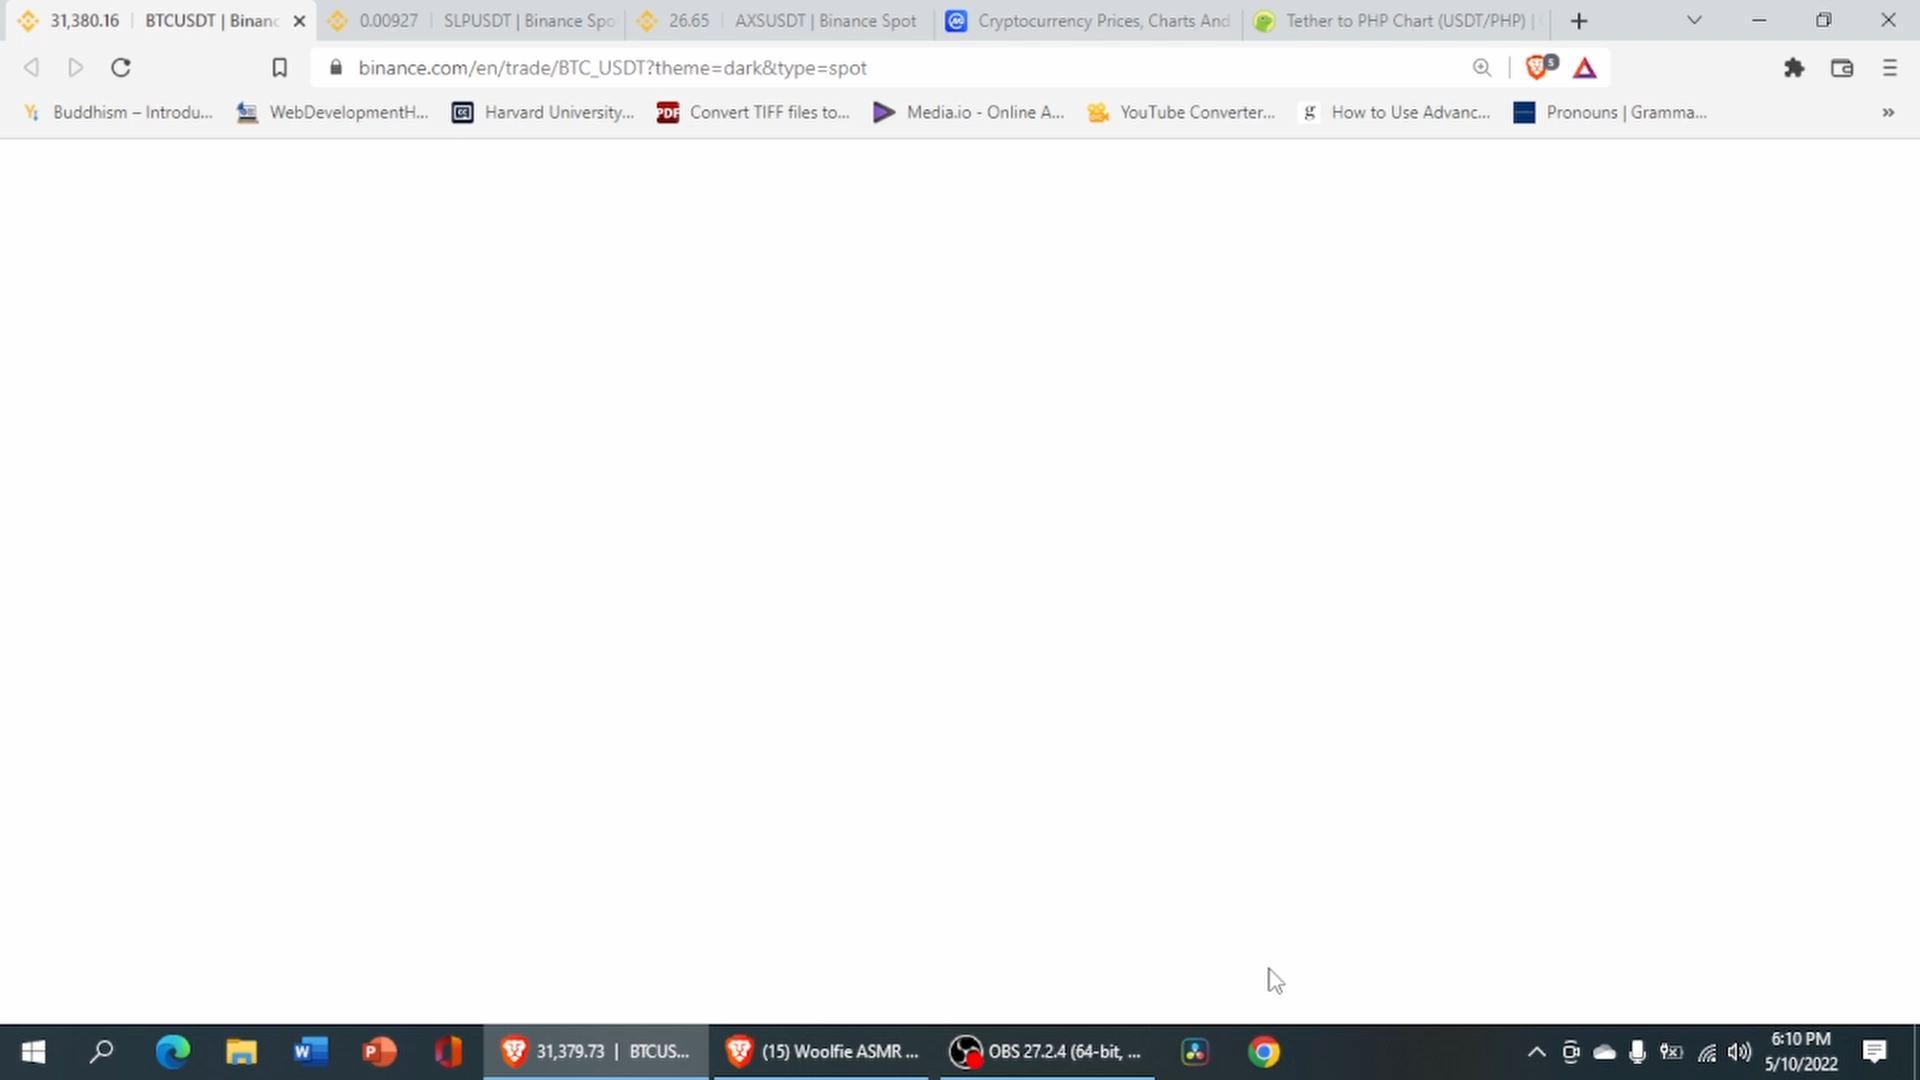 31,380.16 | BTCUSDT | Binanc
0.00927 | SLPUSDT | Binance Spo
26.65 | AXSUSDT | Binance Spot
Cryptocurrency Prices, Charts And
Tether to PHP Chart (USDT/PHP) |
binance.com/en/trade/BTC_USDT?theme=dark&type=spot
5
Buddhism – Introdu...
WebDevelopmentH...
Harvard University...
PDF Convert TIFF files to...
Media.io - Online A...
YouTube Converter...
g How to Use Advanc...
Pronouns | Gramma...
31,379.73 | BTCUS...
(15) Woolfie ASMR ...
OBS 27.2.4 (64-bit, ...
6:10 PM
5/10/2022